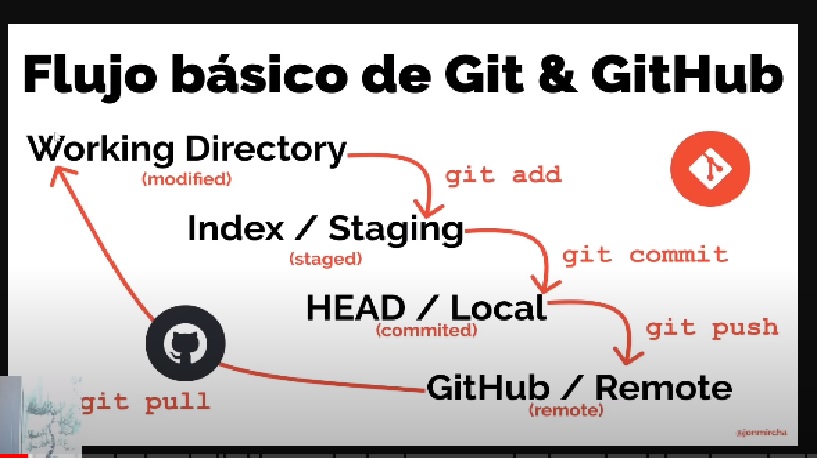 Flujo básico de Git & GitHub
Working Directory
(modified)
git add
Index / Staging
(staged)
git commit
HEAD / Local
(commited)
git push
GitHub / Remote
(remote)
git pull
@jonmircha